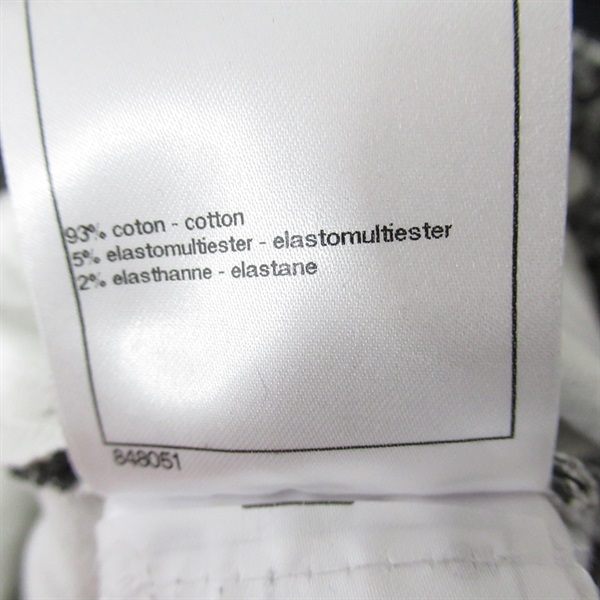 93% coton - cotton
5% elastomultiester - elastomultiester
2% elasthanne - elastane
848051